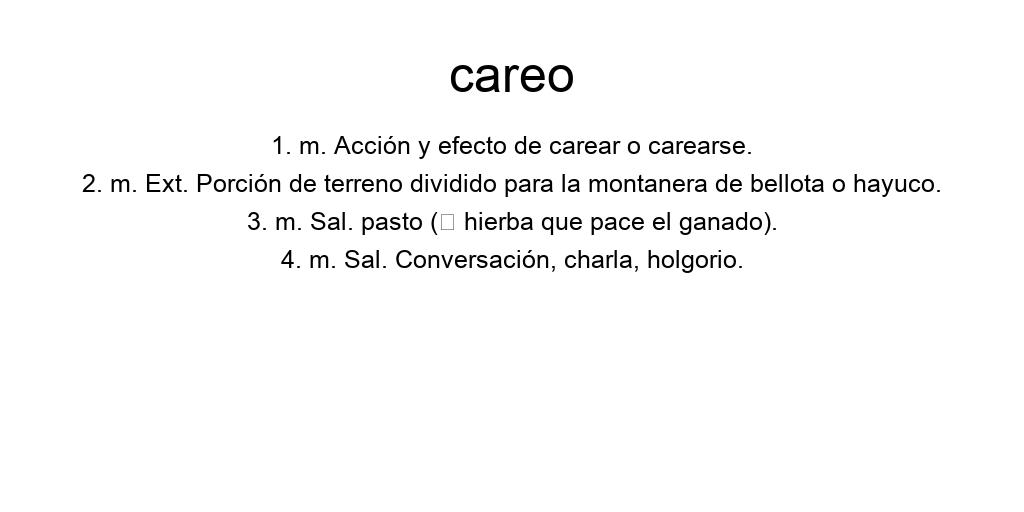 careo
1. m. Acción y efecto de carear o carearse.
2. m. Ext. Porción de terreno dividido para la montanera de bellota o hayuco.
3. m. Sal. pasto (□ hierba que pace el ganado).
4. m. Sal. Conversación, charla, holgorio.